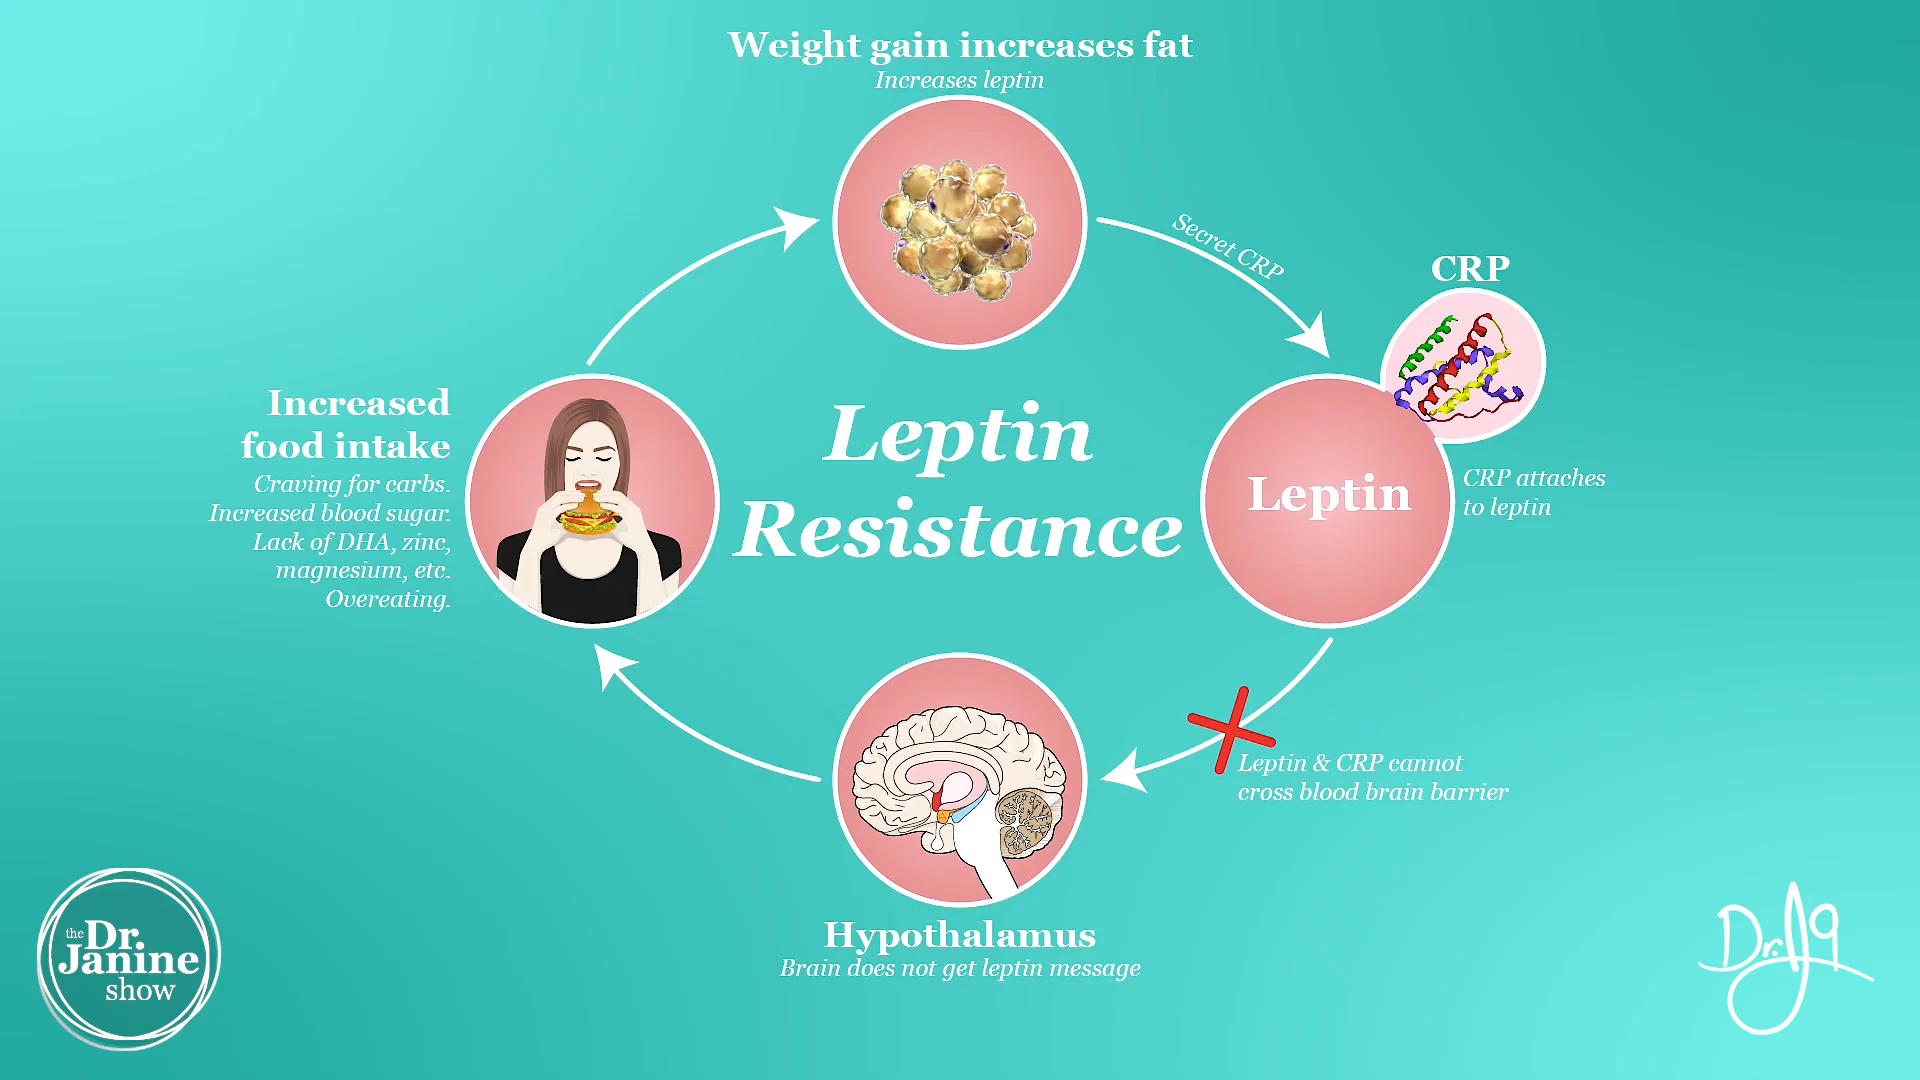 Weight gain increases fat
Increases leptin
Secret CRP
CRP
Increased
food intake
Craving for carbs.
Increased blood sugar.
Lack of DHA, zinc,
magnesium, etc.
Overeating.
Leptin
Resistance
Leptin
CRP attaches
to leptin
Leptin & CRP cannot
cross blood brain barrier
Hypothalamus
Brain does not get leptin message
the Dr.
Janine
show
Dr. J9